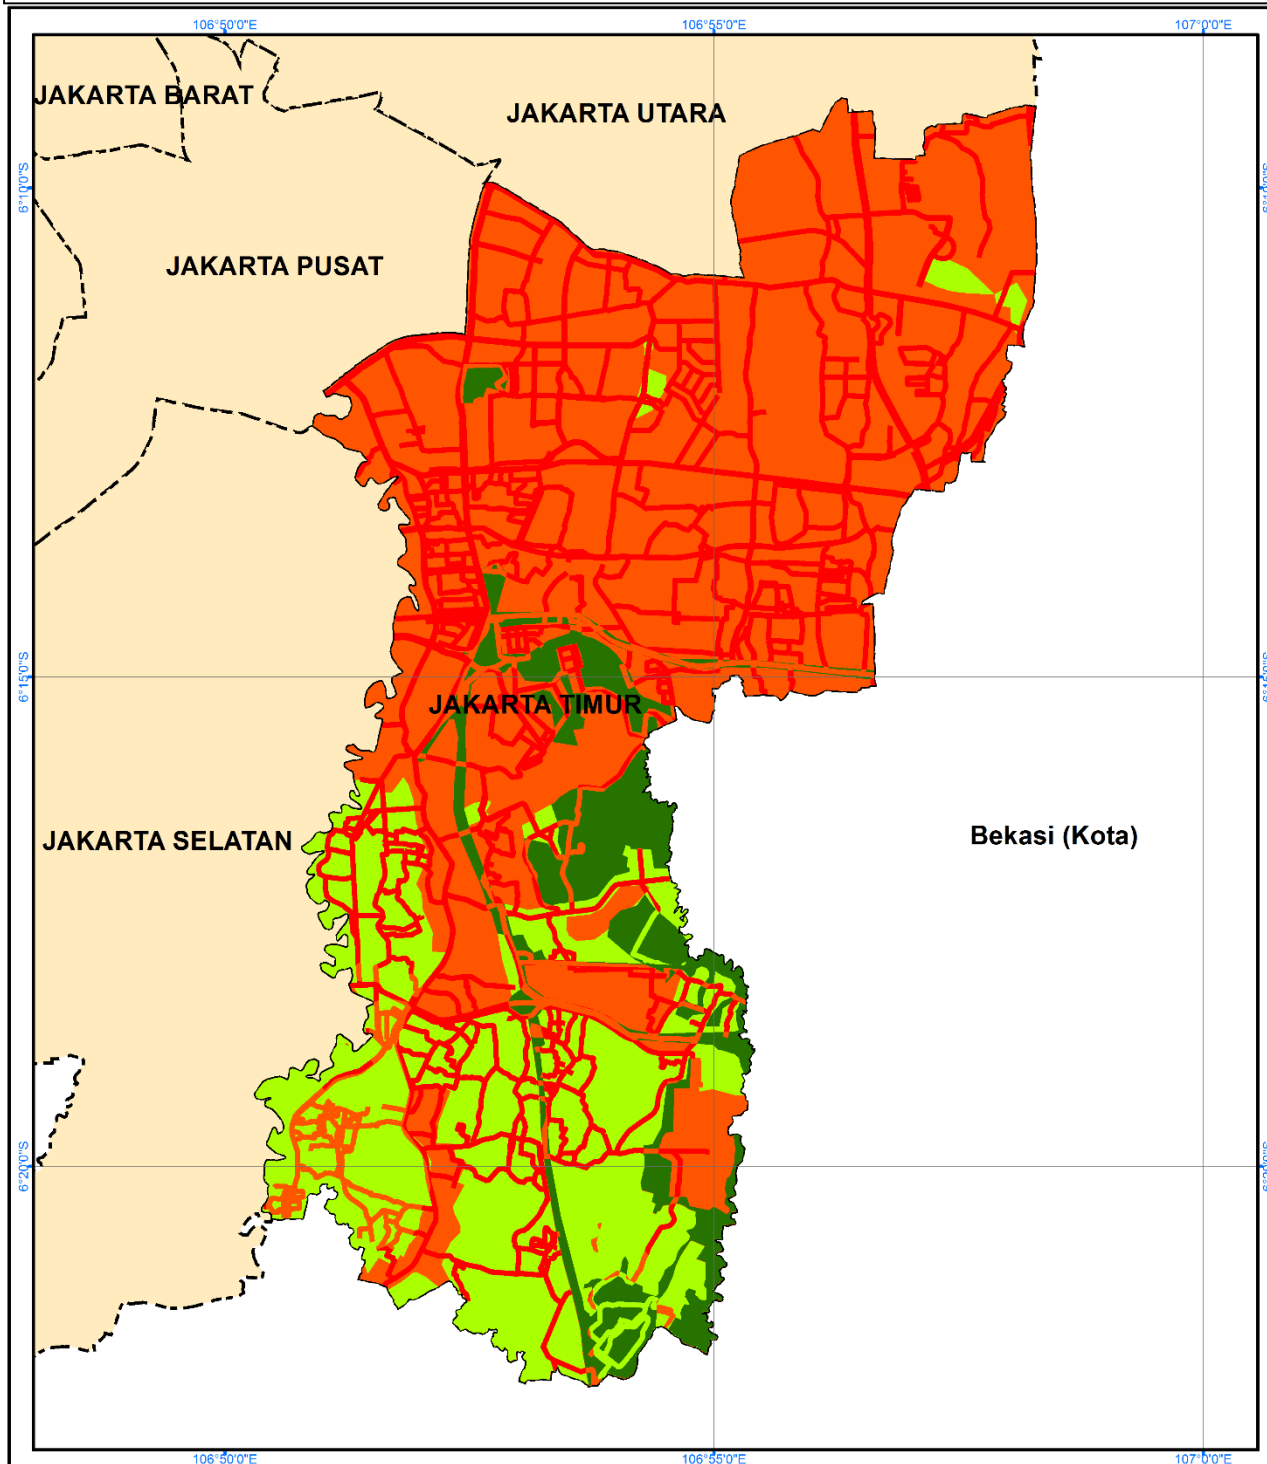 106°50'0"E 106°55'0"E 107°0'0"E
JAKARTA BARAT
JAKARTA UTARA
6°10'0"S
JAKARTA PUSAT
6°15'0"S
JAKARTA TIMUR
JAKARTA SELATAN
Bekasi (Kota)
6°20'0"S
106°50'0"E 106°55'0"E 107°0'0"E